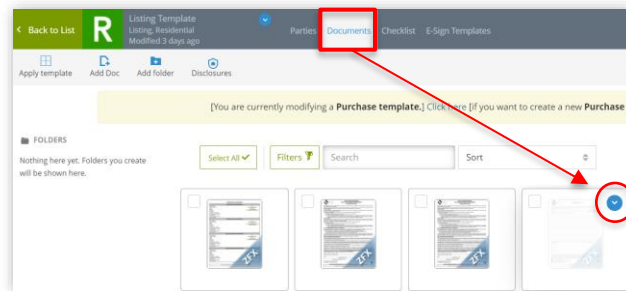 < Back to List
R
Listing Template
Listing, Residential
Modified 3 days ago
Parties Documents Checklist E-Sign Templates
Apply template Add Doc Add folder Disclosures
[You are currently modifying a Purchase template.] Click here [if you want to create a new Purchase
FOLDERS
Nothing here yet. Folders you create
will be shown here.
Select All Filters Search Sort
ZFX ZFX ZFX